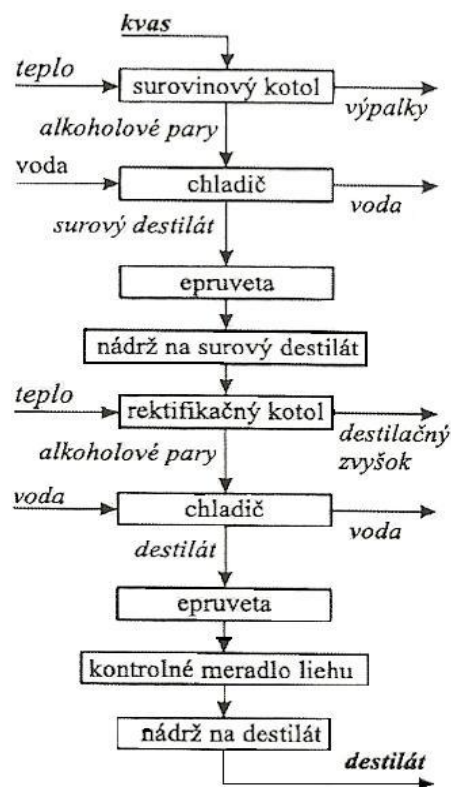 kvas
teplo
surovinový kotol
výpalky
alkoholové pary
voda
chladič
voda
surový destilát
epruveta
nádrž na surový destilát
teplo
rektifikačný kotol
destilačný
zvyšok
alkoholové pary
voda
chladič
voda
destilát
epruveta
kontrolné meradlo liehu
nádrž na destilát
destilát